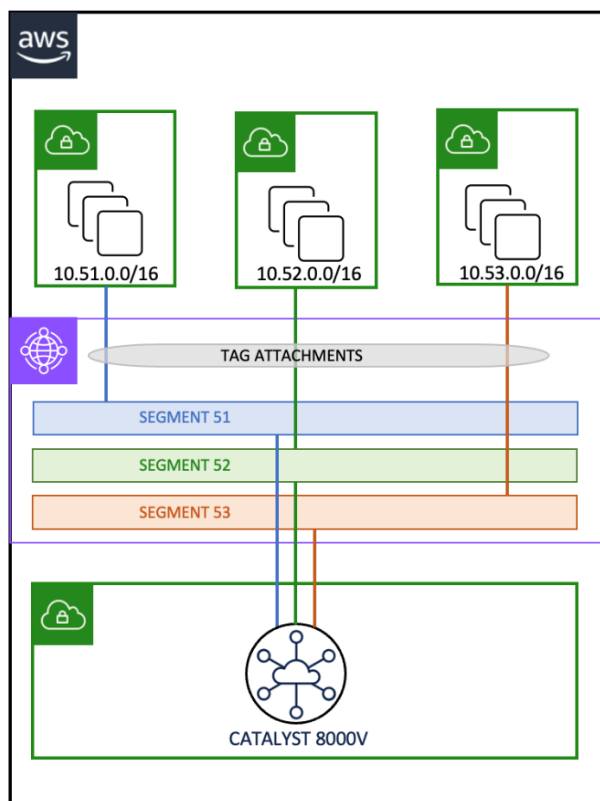 aws
10.51.0.0/16
10.52.0.0/16
10.53.0.0/16
TAG ATTACHMENTS
SEGMENT 51
SEGMENT 52
SEGMENT 53
CATALYST 8000V